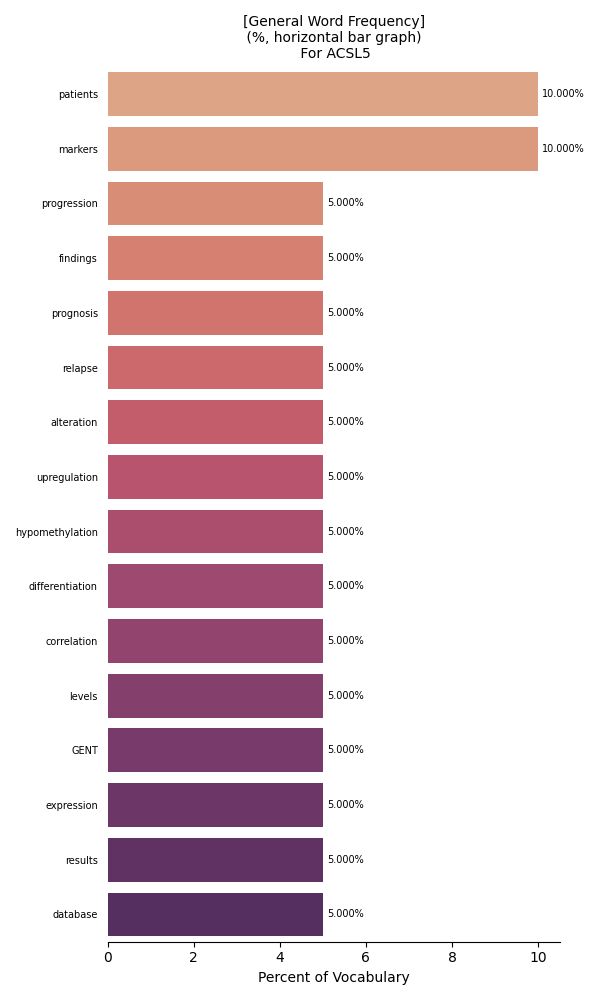 [General Word Frequency]
(%, horizontal bar graph)
For ACSL5
patients 10.000%
markers 10.000%
progression 5.000%
findings 5.000%
prognosis 5.000%
relapse 5.000%
alteration 5.000%
upregulation 5.000%
hypomethylation 5.000%
differentiation 5.000%
correlation 5.000%
levels 5.000%
GENT 5.000%
expression 5.000%
results 5.000%
database 5.000%
0 2 4 6 8 10
Percent of Vocabulary